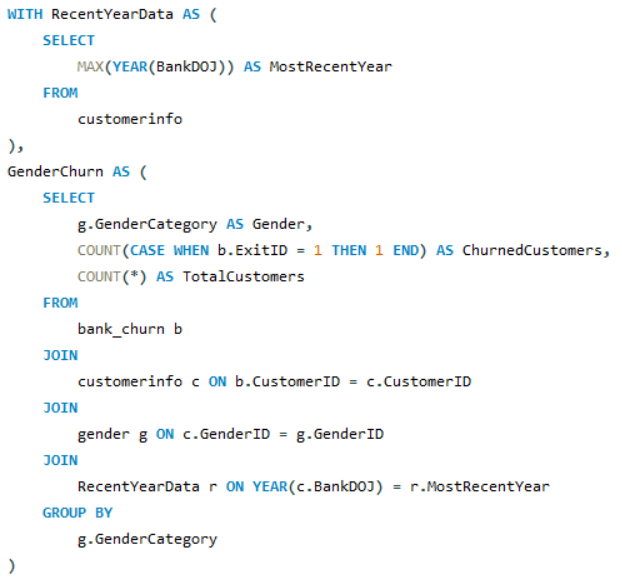 WITH RecentYearData AS (
    SELECT
        MAX(YEAR(BankDOJ)) AS MostRecentYear
    FROM
        customerinfo
),
GenderChurn AS (
    SELECT
        g.GenderCategory AS Gender,
        COUNT(CASE WHEN b.ExitID = 1 THEN 1 END) AS ChurnedCustomers,
        COUNT(*) AS TotalCustomers
    FROM
        bank_churn b
    JOIN
        customerinfo c ON b.CustomerID = c.CustomerID
    JOIN
        gender g ON c.GenderID = g.GenderID
    JOIN
        RecentYearData r ON YEAR(c.BankDOJ) = r.MostRecentYear
    GROUP BY
        g.GenderCategory
)